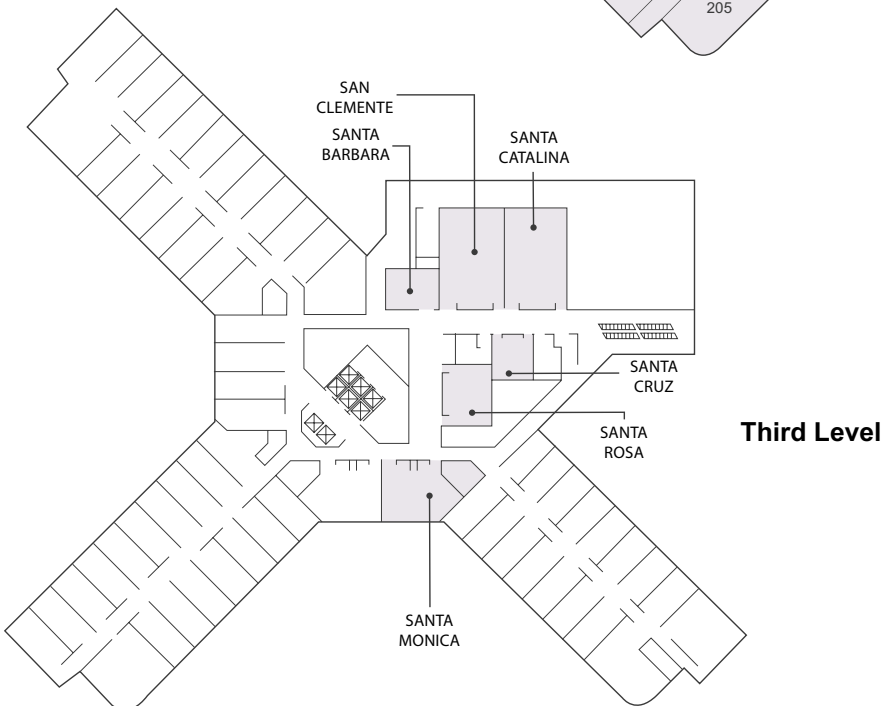 205
SAN
CLEMENTE
SANTA
BARBARA
SANTA
CATALINA
SANTA
CRUZ
SANTA
ROSA
Third Level
SANTA
MONICA